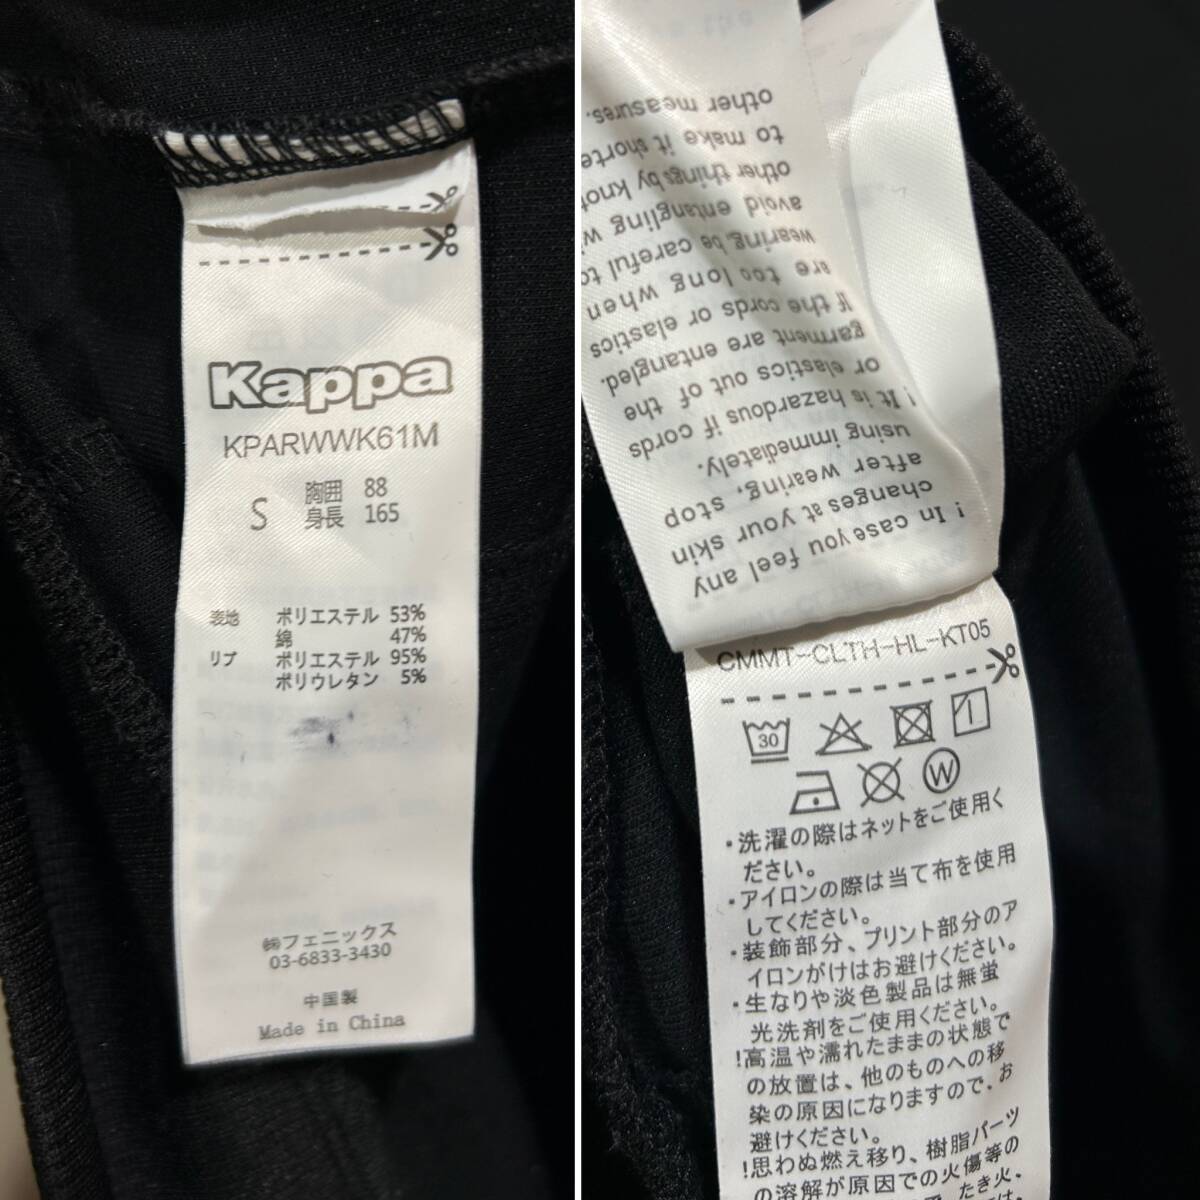 Kappa
KPARWWK61M
S 胸囲 88
身長 165
表地 ポリエステル 53%
綿 47%
リブ ポリエステル 95%
ポリウレタン 5%
㈱フェニックス
03-6833-3430
中国製
Made in China
! In case you feel any
changes at your skin
after wearing, stop
using immediately.
! It is hazardous if cords
or elastics out of the
garment are entangled.
If the cords or elastics
are too long when
wearing, be careful to
avoid entangling
other things by
to make it
other measures.
CMMT-CLTH-HL-KT05
30
W
・洗濯の際はネットをご使用く
ださい。
・アイロンの際は当て布を使用
してください。
・装飾部分、プリント部分のア
イロンがけはお避けください。
・生なりや淡色製品は無蛍
光洗剤をご使用ください。
!高温や濡れたままの状態で
の放置は、他のものへの移
染の原因になりますので、お
避けください。
!思わぬ燃え移り、樹脂パーツ
の溶解が原因での火傷等の
たき火、